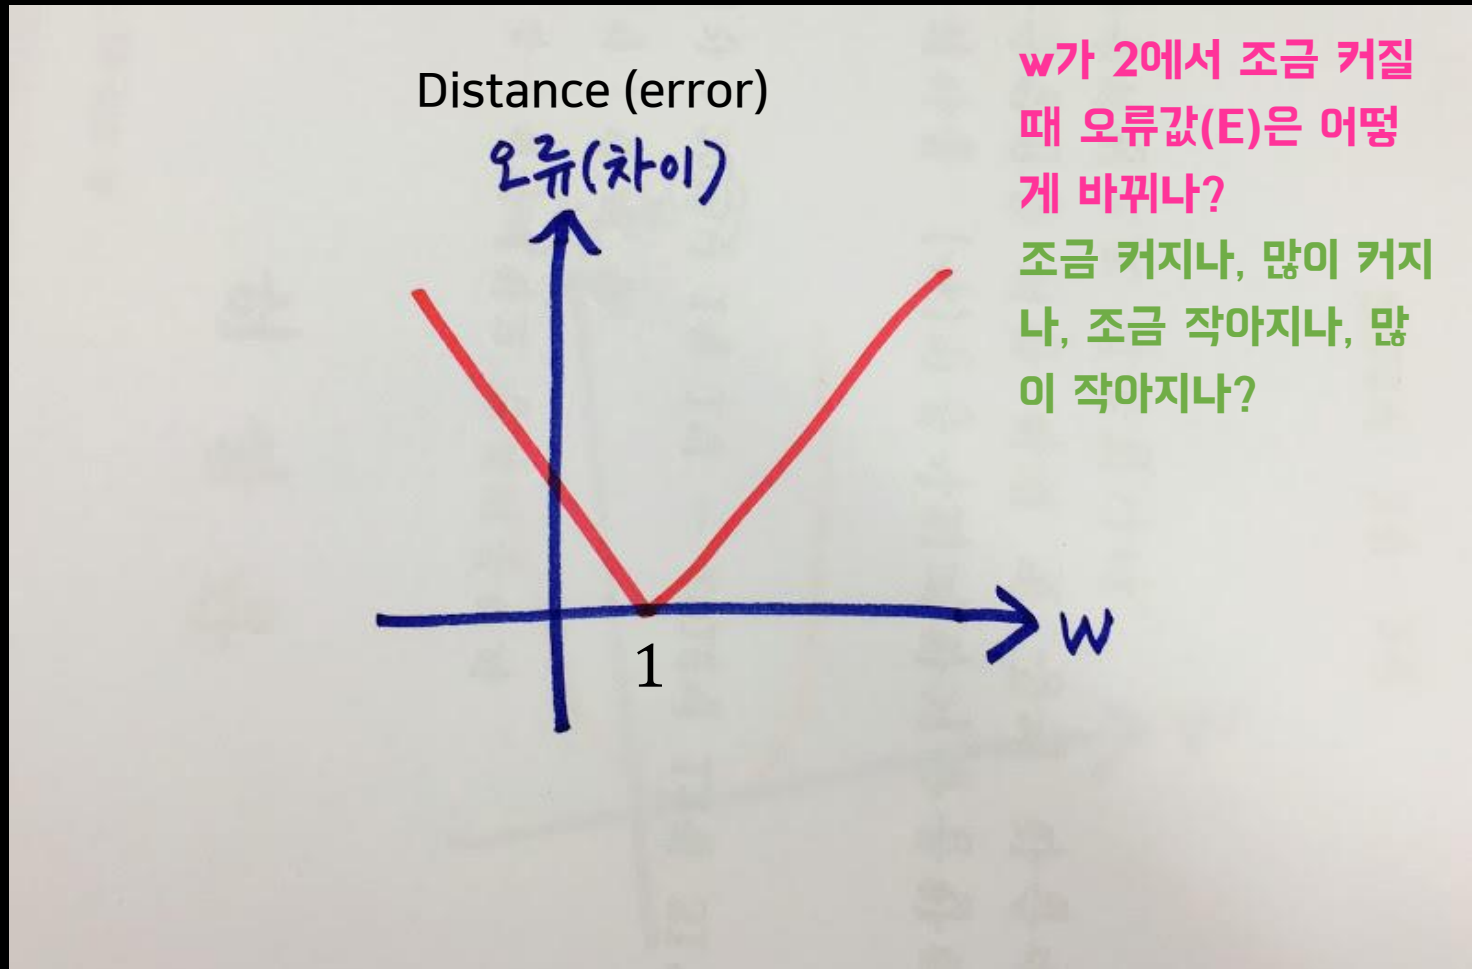 Distance (error)
오류(차이)
w가 2에서 조금 커질
때 오류값(E)은 어떻
게 바뀌나?
조금 커지나, 많이 커지
나, 조금 작아지나, 많
이 작아지나?
w
1